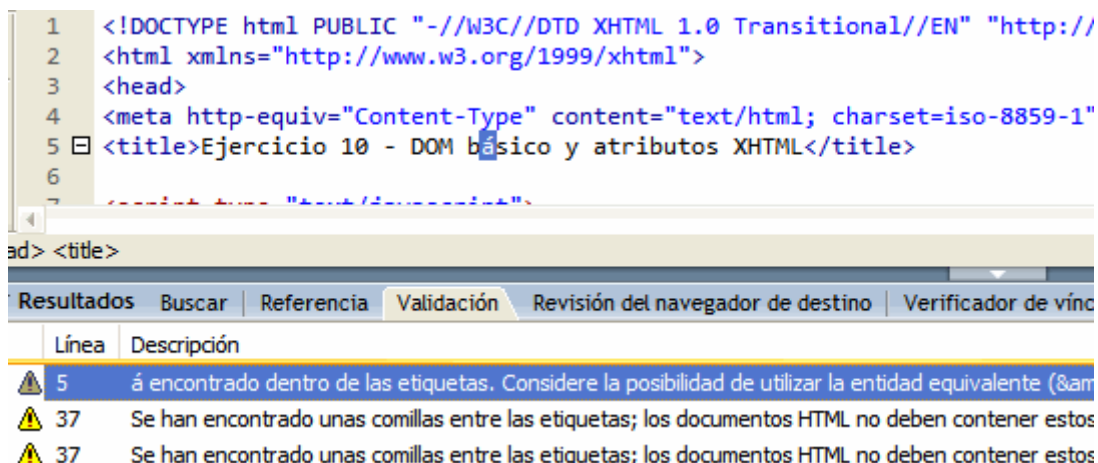 1 <!DOCTYPE html PUBLIC "-//W3C//DTD XHTML 1.0 Transitional//EN" "http://
2 <html xmlns="http://www.w3.org/1999/xhtml">
3 <head>
4 <meta http-equiv="Content-Type" content="text/html; charset=iso-8859-1"
5 <title>Ejercicio 10 - DOM básico y atributos XHTML</title>
6
7 <script type="text/javascript">
ad> <title>
Resultados Buscar Referencia Validación Revisión del navegador de destino Verificador de vínc
Línea Descripción
5 á encontrado dentro de las etiquetas. Considere la posibilidad de utilizar la entidad equivalente (&am
37 Se han encontrado unas comillas entre las etiquetas; los documentos HTML no deben contener estos
37 Se han encontrado unas comillas entre las etiquetas; los documentos HTML no deben contener estos